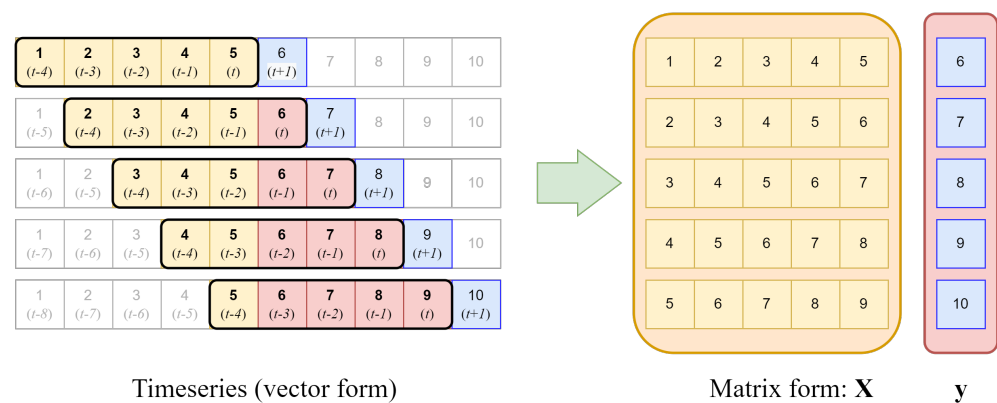 1 2 3 4 5 6 7 8 9 10
(t-4) (t-3) (t-2) (t-1) (t) (t+1)
1 2 3 4 5 6 7 8 9 10
(t-5) (t-4) (t-3) (t-2) (t-1) (t) (t+1)
1 2 3 4 5 6 7 8 9 10
(t-6) (t-5) (t-4) (t-3) (t-2) (t-1) (t) (t+1)
1 2 3 4 5 6 7 8 9 10
(t-7) (t-6) (t-5) (t-4) (t-3) (t-2) (t-1) (t) (t+1)
1 2 3 4 5 6 7 8 9 10
(t-8) (t-7) (t-6) (t-5) (t-4) (t-3) (t-2) (t-1) (t) (t+1)
Timeseries (vector form)
1 2 3 4 5 6
2 3 4 5 6 7
3 4 5 6 7 8
4 5 6 7 8 9
5 6 7 8 9 10
Matrix form: X y